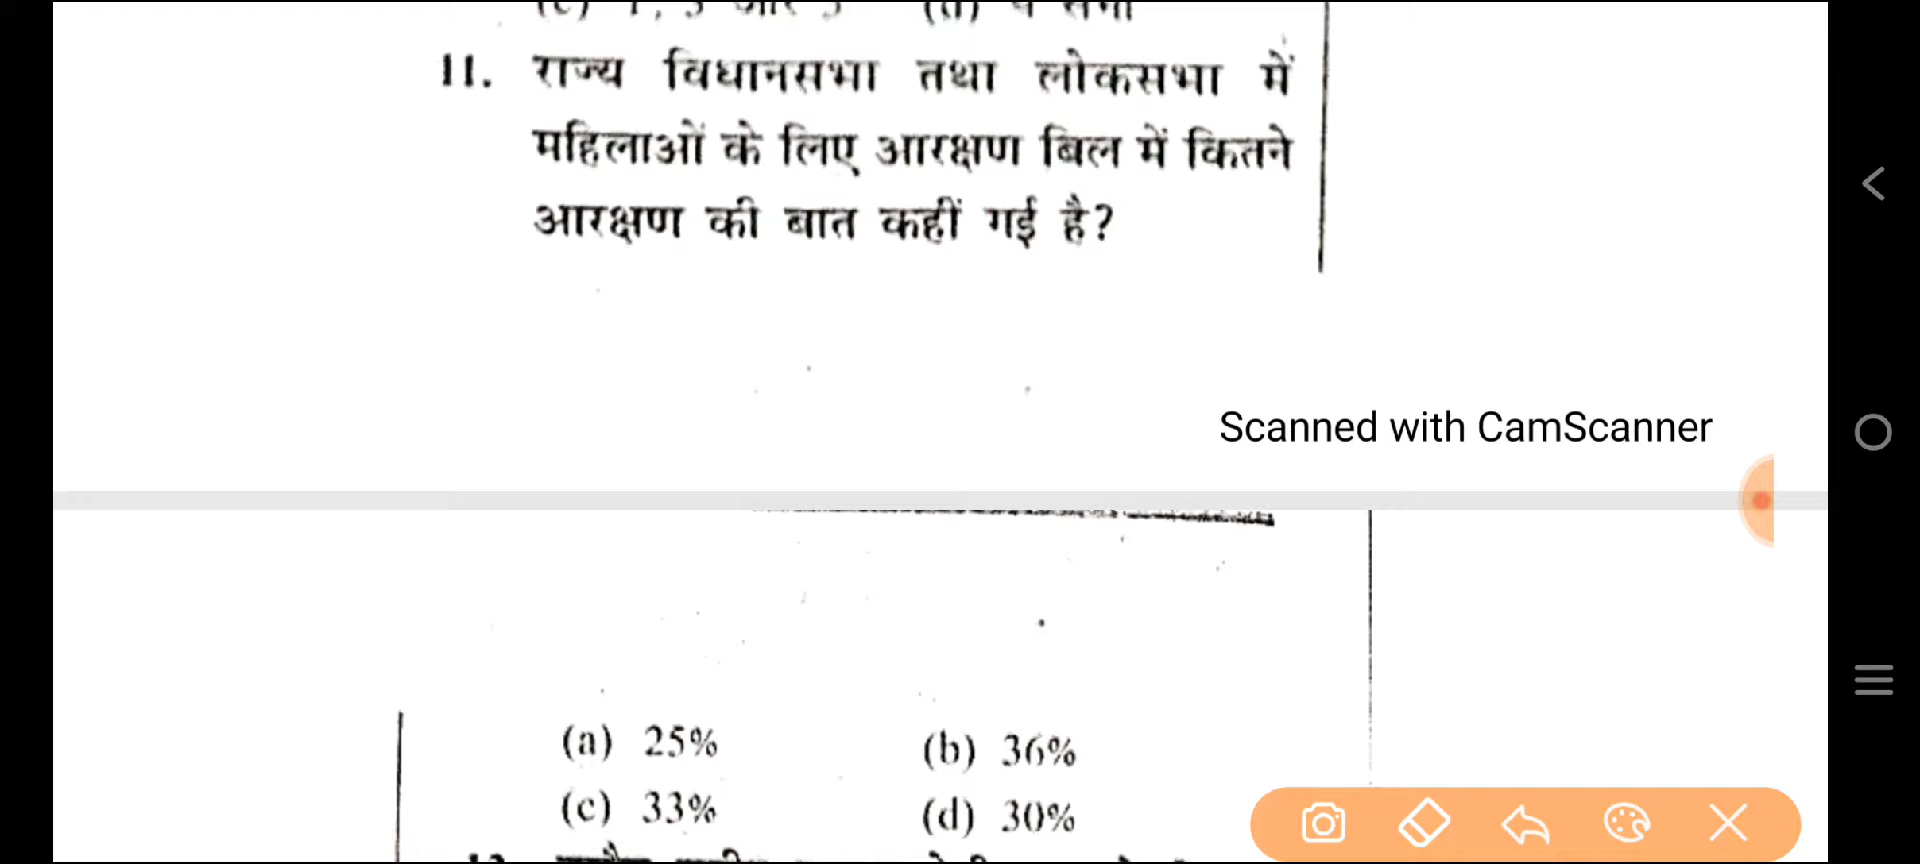 11. राज्य विधानसभा तथा लोकसभा में
महिलाओं के लिए आरक्षण बिल में कितने
आरक्षण की बात कहीं गई है?
Scanned with CamScanner
(a) 25% (b) 36%
(c) 33% (d) 30%